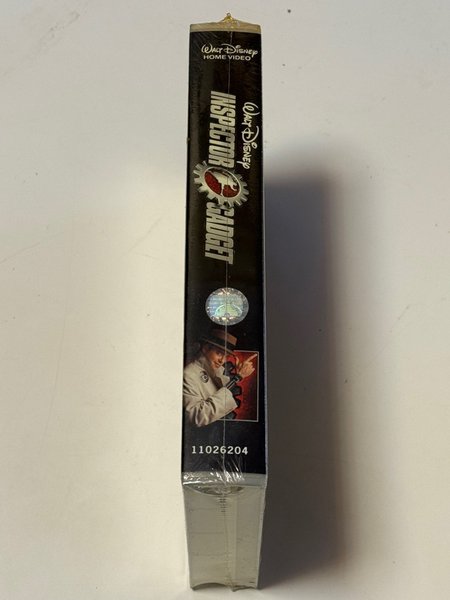 WALT DISNEY
HOME VIDEO
WALT DISNEY
INSPECTOR GADGET
11026204